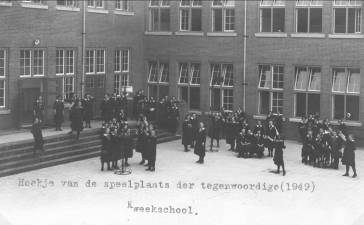 Hoekje van de speelplaats der tegenwoordige(1949)
Kweekschool.